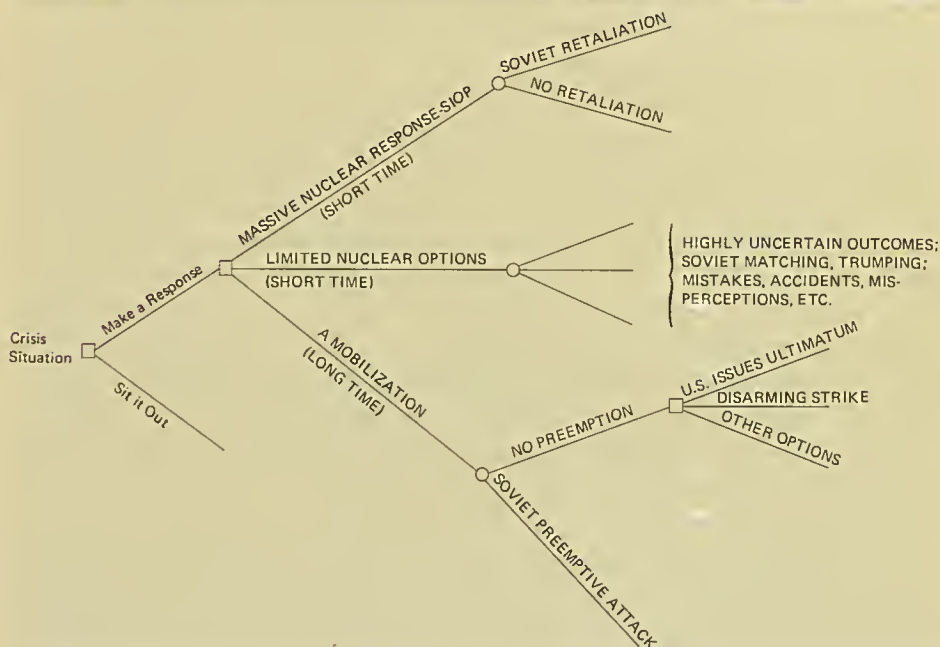 SOVIET RETALIATION
NO RETALIATION
MASSIVE NUCLEAR RESPONSE-SIOP
(SHORT TIME)
LIMITED NUCLEAR OPTIONS
(SHORT TIME)
HIGHLY UNCERTAIN OUTCOMES;
SOVIET MATCHING, TRUMPING;
MISTAKES, ACCIDENTS, MIS-
PERCEPTIONS, ETC.
Make a Response
Crisis
Situation
Sit it Out
A MOBILIZATION
(LONG TIME)
U.S. ISSUES ULTIMATUM
DISARMING STRIKE
OTHER OPTIONS
NO PREEMPTION
SOVIET PREEMPTIVE ATTACK